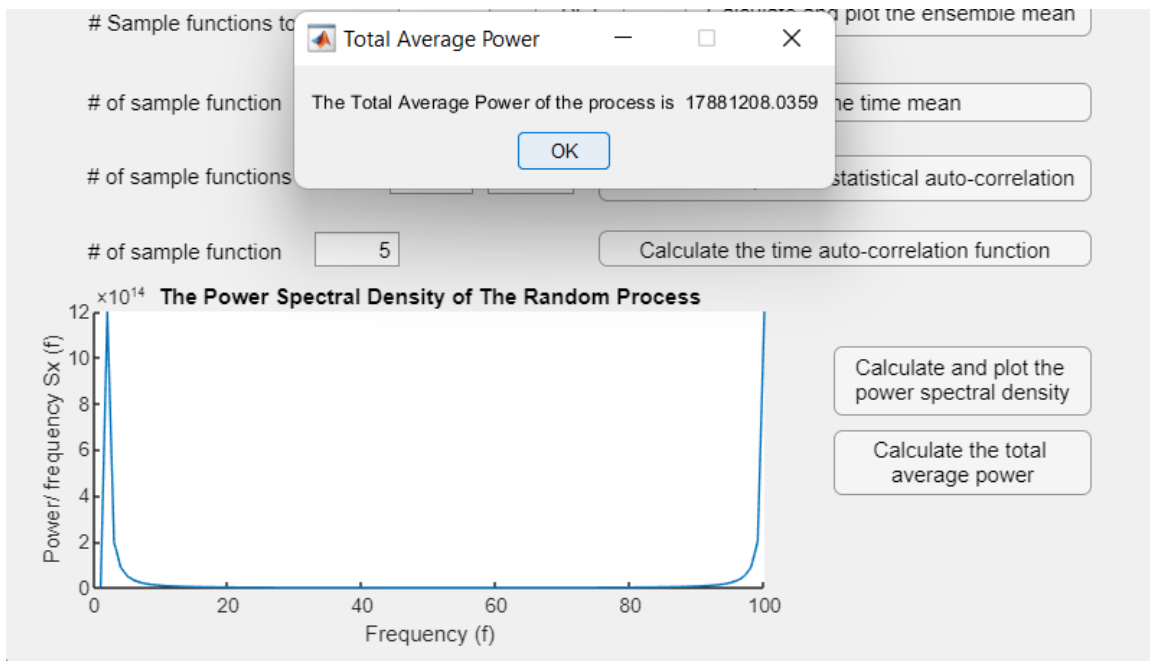 # Sample functions to
and plot the ensemble mean
Total Average Power
# of sample function
The Total Average Power of the process is 17881208.0359
time mean
OK
# of sample functions
statistical auto-correlation
# of sample function
5
Calculate the time auto-correlation function
×10¹⁴ The Power Spectral Density of The Random Process
12
10
8
6
4
2
0
Power/ frequency Sx (f)
0 20 40 60 80 100
Frequency (f)
Calculate and plot the
power spectral density
Calculate the total
average power